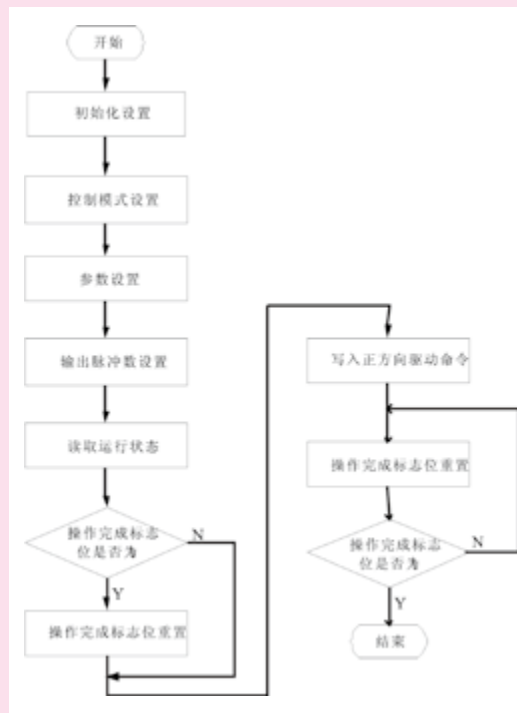 开始
初始化设置
控制模式设置
参数设置
输出脉冲数设置
读取运行状态
操作完成标志
位是否为
N
Y
操作完成标志位重置
写入正方向驱动命令
操作完成标志位重置
操作完成标志
位是否为
N
Y
结束